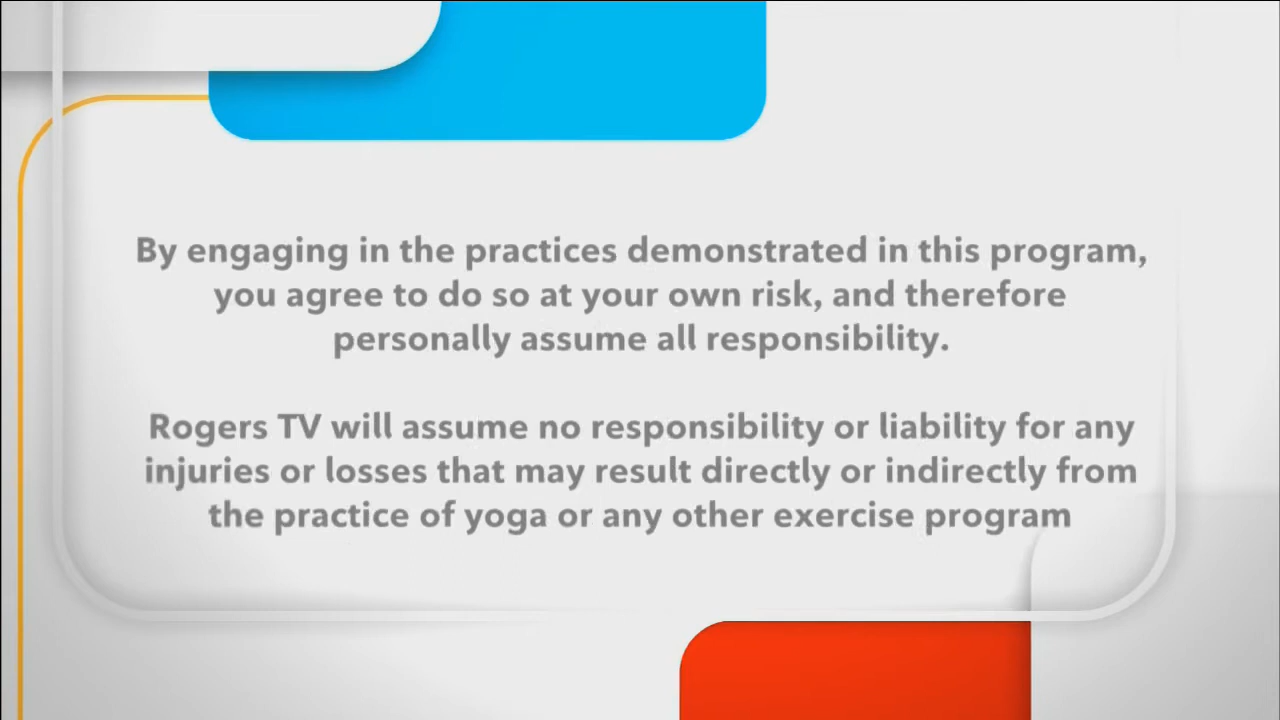 By engaging in the practices demonstrated in this program,
you agree to do so at your own risk, and therefore
personally assume all responsibility.
Rogers TV will assume no responsibility or liability for any
injuries or losses that may result directly or indirectly from
the practice of yoga or any other exercise program